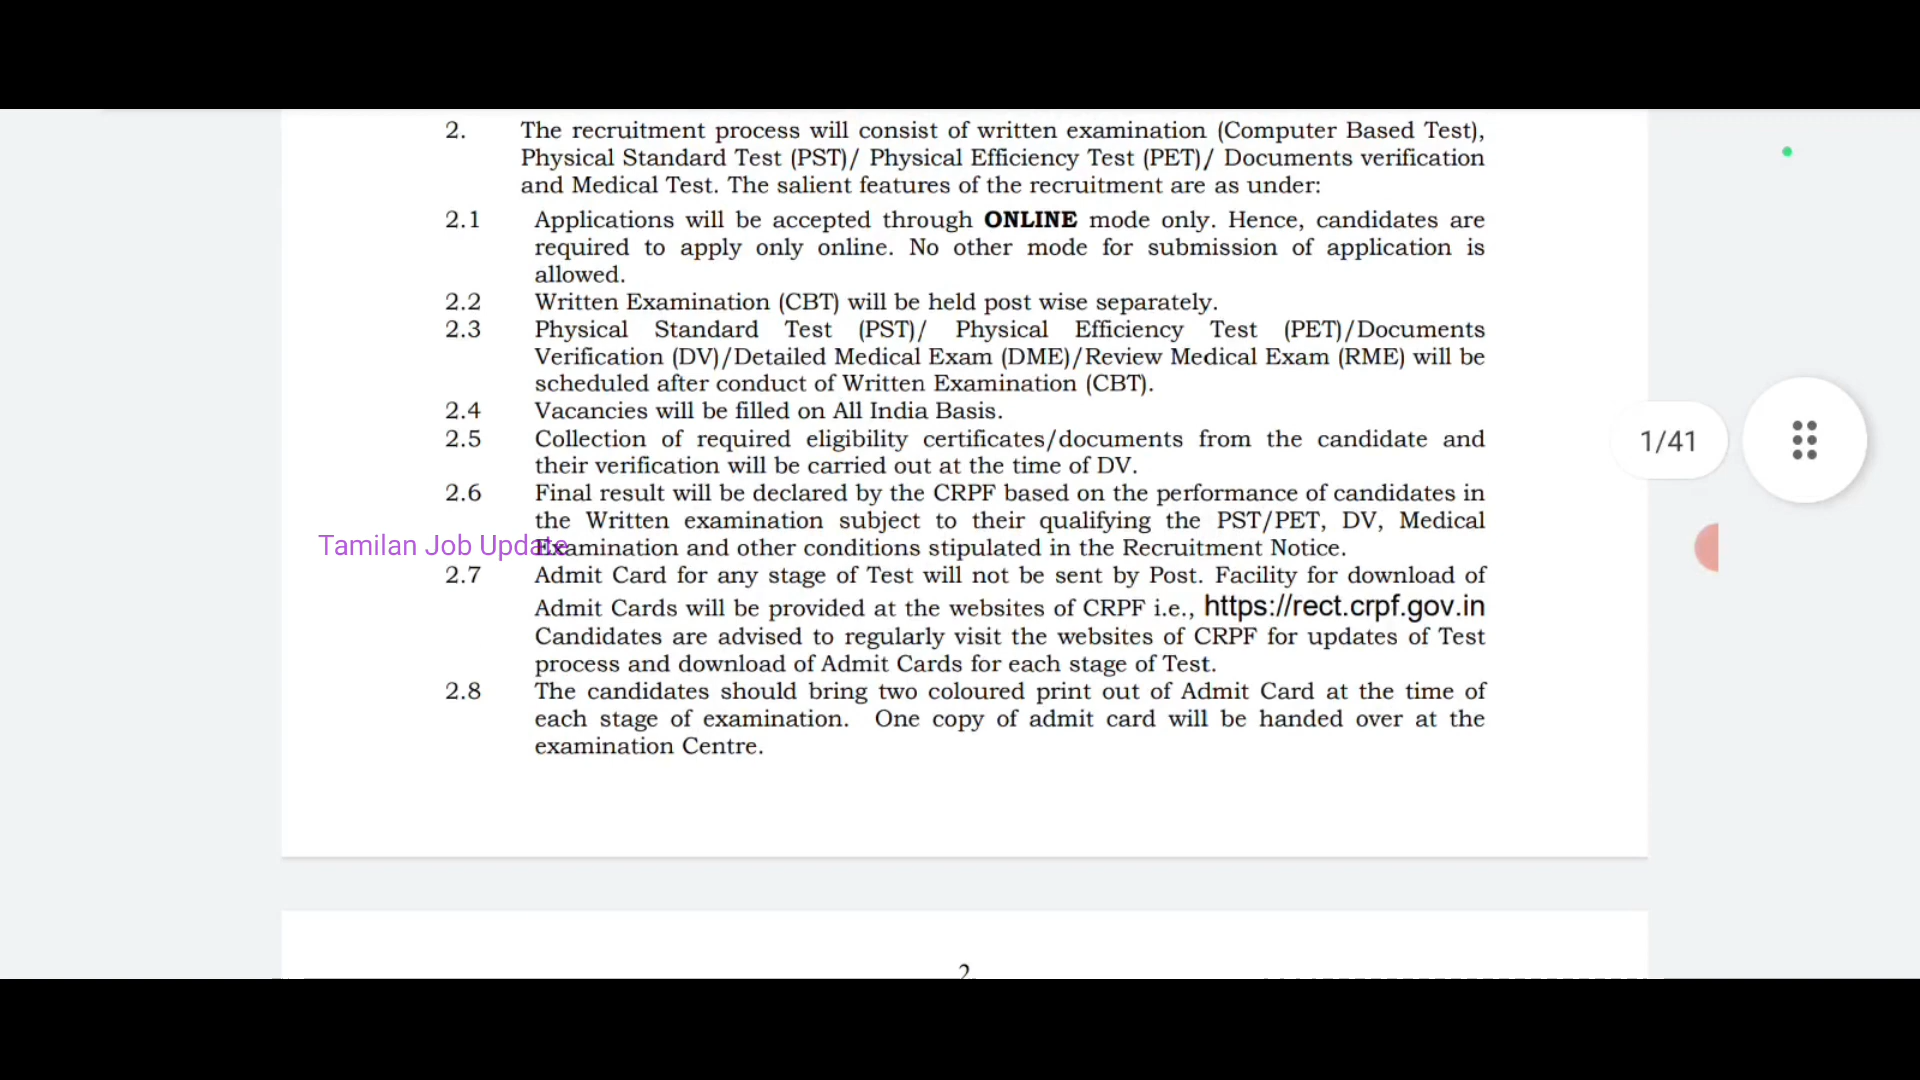 2. The recruitment process will consist of written examination (Computer Based Test),
Physical Standard Test (PST)/ Physical Efficiency Test (PET)/ Documents verification
and Medical Test. The salient features of the recruitment are as under:
2.1 Applications will be accepted through ONLINE mode only. Hence, candidates are
required to apply only online. No other mode for submission of application is
allowed.
2.2 Written Examination (CBT) will be held post wise separately.
2.3 Physical Standard Test (PST)/ Physical Efficiency Test (PET)/Documents
Verification (DV)/Detailed Medical Exam (DME)/Review Medical Exam (RME) will be
scheduled after conduct of Written Examination (CBT).
2.4 Vacancies will be filled on All India Basis.
2.5 Collection of required eligibility certificates/documents from the candidate and
their verification will be carried out at the time of DV.
1/41
2.6 Final result will be declared by the CRPF based on the performance of candidates in
the Written examination subject to their qualifying the PST/PET, DV, Medical
Tamilan Job Update
Examination and other conditions stipulated in the Recruitment Notice.
2.7 Admit Card for any stage of Test will not be sent by Post. Facility for download of
Admit Cards will be provided at the websites of CRPF i.e., https://rect.crpf.gov.in
Candidates are advised to regularly visit the websites of CRPF for updates of Test
process and download of Admit Cards for each stage of Test.
2.8 The candidates should bring two coloured print out of Admit Card at the time of
each stage of examination. One copy of admit card will be handed over at the
examination Centre.
2